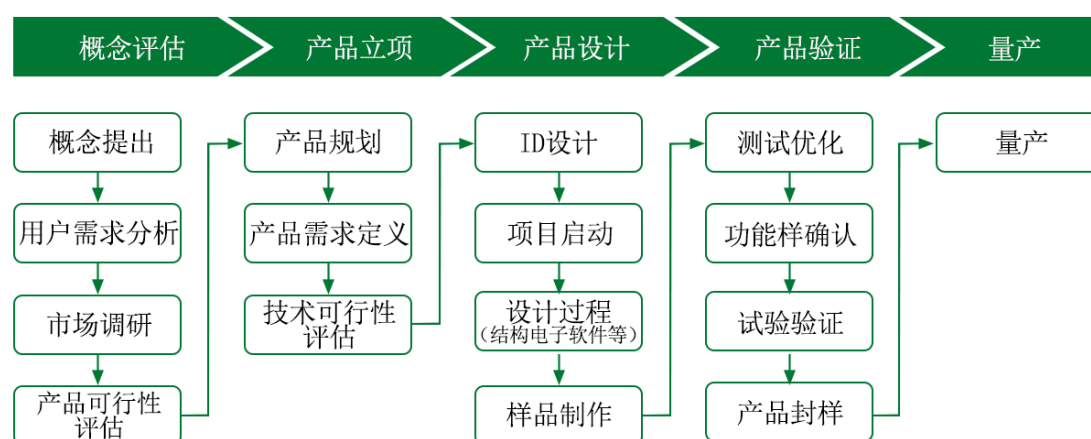 概念评估
产品立项
产品设计
产品验证
量产
概念提出
用户需求分析
市场调研
产品可行性
评估
产品规划
产品需求定义
技术可行性
评估
ID设计
项目启动
设计过程
（结构电子软件等）
样品制作
测试优化
功能样确认
试验验证
产品封样
量产